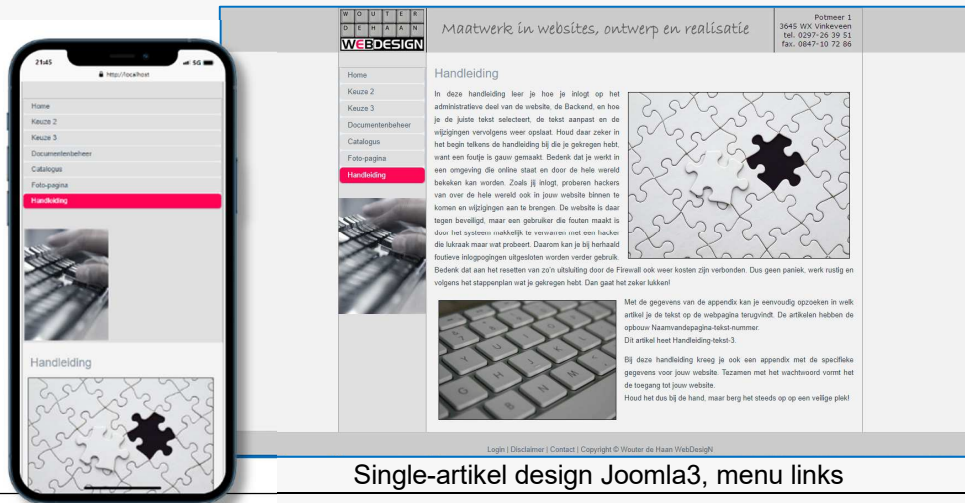 WOUTER
DEHAAN
WEBDESIGN
Maatwerk in websites, ontwerp en realisatie
Potmeer 1
3645 WX Vinkeveen
tel. 0297-26 39 51
fax. 0847-10 72 86
21:45
5G
http://localhost
Home
Keuze 2
Keuze 3
Documentenbeheer
Catalogus
Foto-pagina
Handleiding
Handleiding
Home
Keuze 2
Keuze 3
Documentenbeheer
Catalogus
Foto-pagina
Handleiding
Handleiding
In deze handleiding leer je hoe je inlogt op het
administratieve deel van de website, de Backend, en hoe
je de juiste tekst selecteert, de tekst aanpast en de
wijzigingen vervolgens weer opslaat. Houd daar zeker in
het begin telkens de handleiding bij die je gekregen hebt,
want een foutje is gauw gemaakt. Bedenk dat je werkt in
een omgeving die online staat en door de hele wereld
bekeken kan worden. Zoals jij inlogt, proberen hackers
van over de hele wereld ook in jouw website binnen te
komen en wijzigingen aan te brengen. De website is daar
tegen beveiligd, maar een gebruiker die fouten maakt is
door het systeem makkelijk te verwarren met een hacker
die lukraak maar wat probeert. Daarom kan je bij herhaald
foutieve inlogpogingen uitgesloten worden verder gebruik.
Bedenk dat aan het resetten van zo'n uitsluiting door de Firewall ook weer kosten zijn verbonden. Dus geen paniek, werk rustig en
volgens het stappenplan wat je gekregen hebt. Dan gaat het zeker lukken!
Met de gegevens van de appendix kan je eenvoudig opzoeken in welk
artikel je de tekst op de webpagina terugvindt. De artikelen hebben de
opbouw Naamvandepagina-tekst-nummer.
Dit artikel heet Handleiding-tekst-3.
Bij deze handleiding kreeg je ook een appendix met de specifieke
gegevens voor jouw website. Tezamen met het wachtwoord vormt het
de toegang tot jouw website.
Houd het dus bij de hand, maar berg het steeds op op een veilige plek!
Login | Disclaimer | Contact | Copyright © Wouter de Haan WebDesigN
Single-artikel design Joomla3, menu links